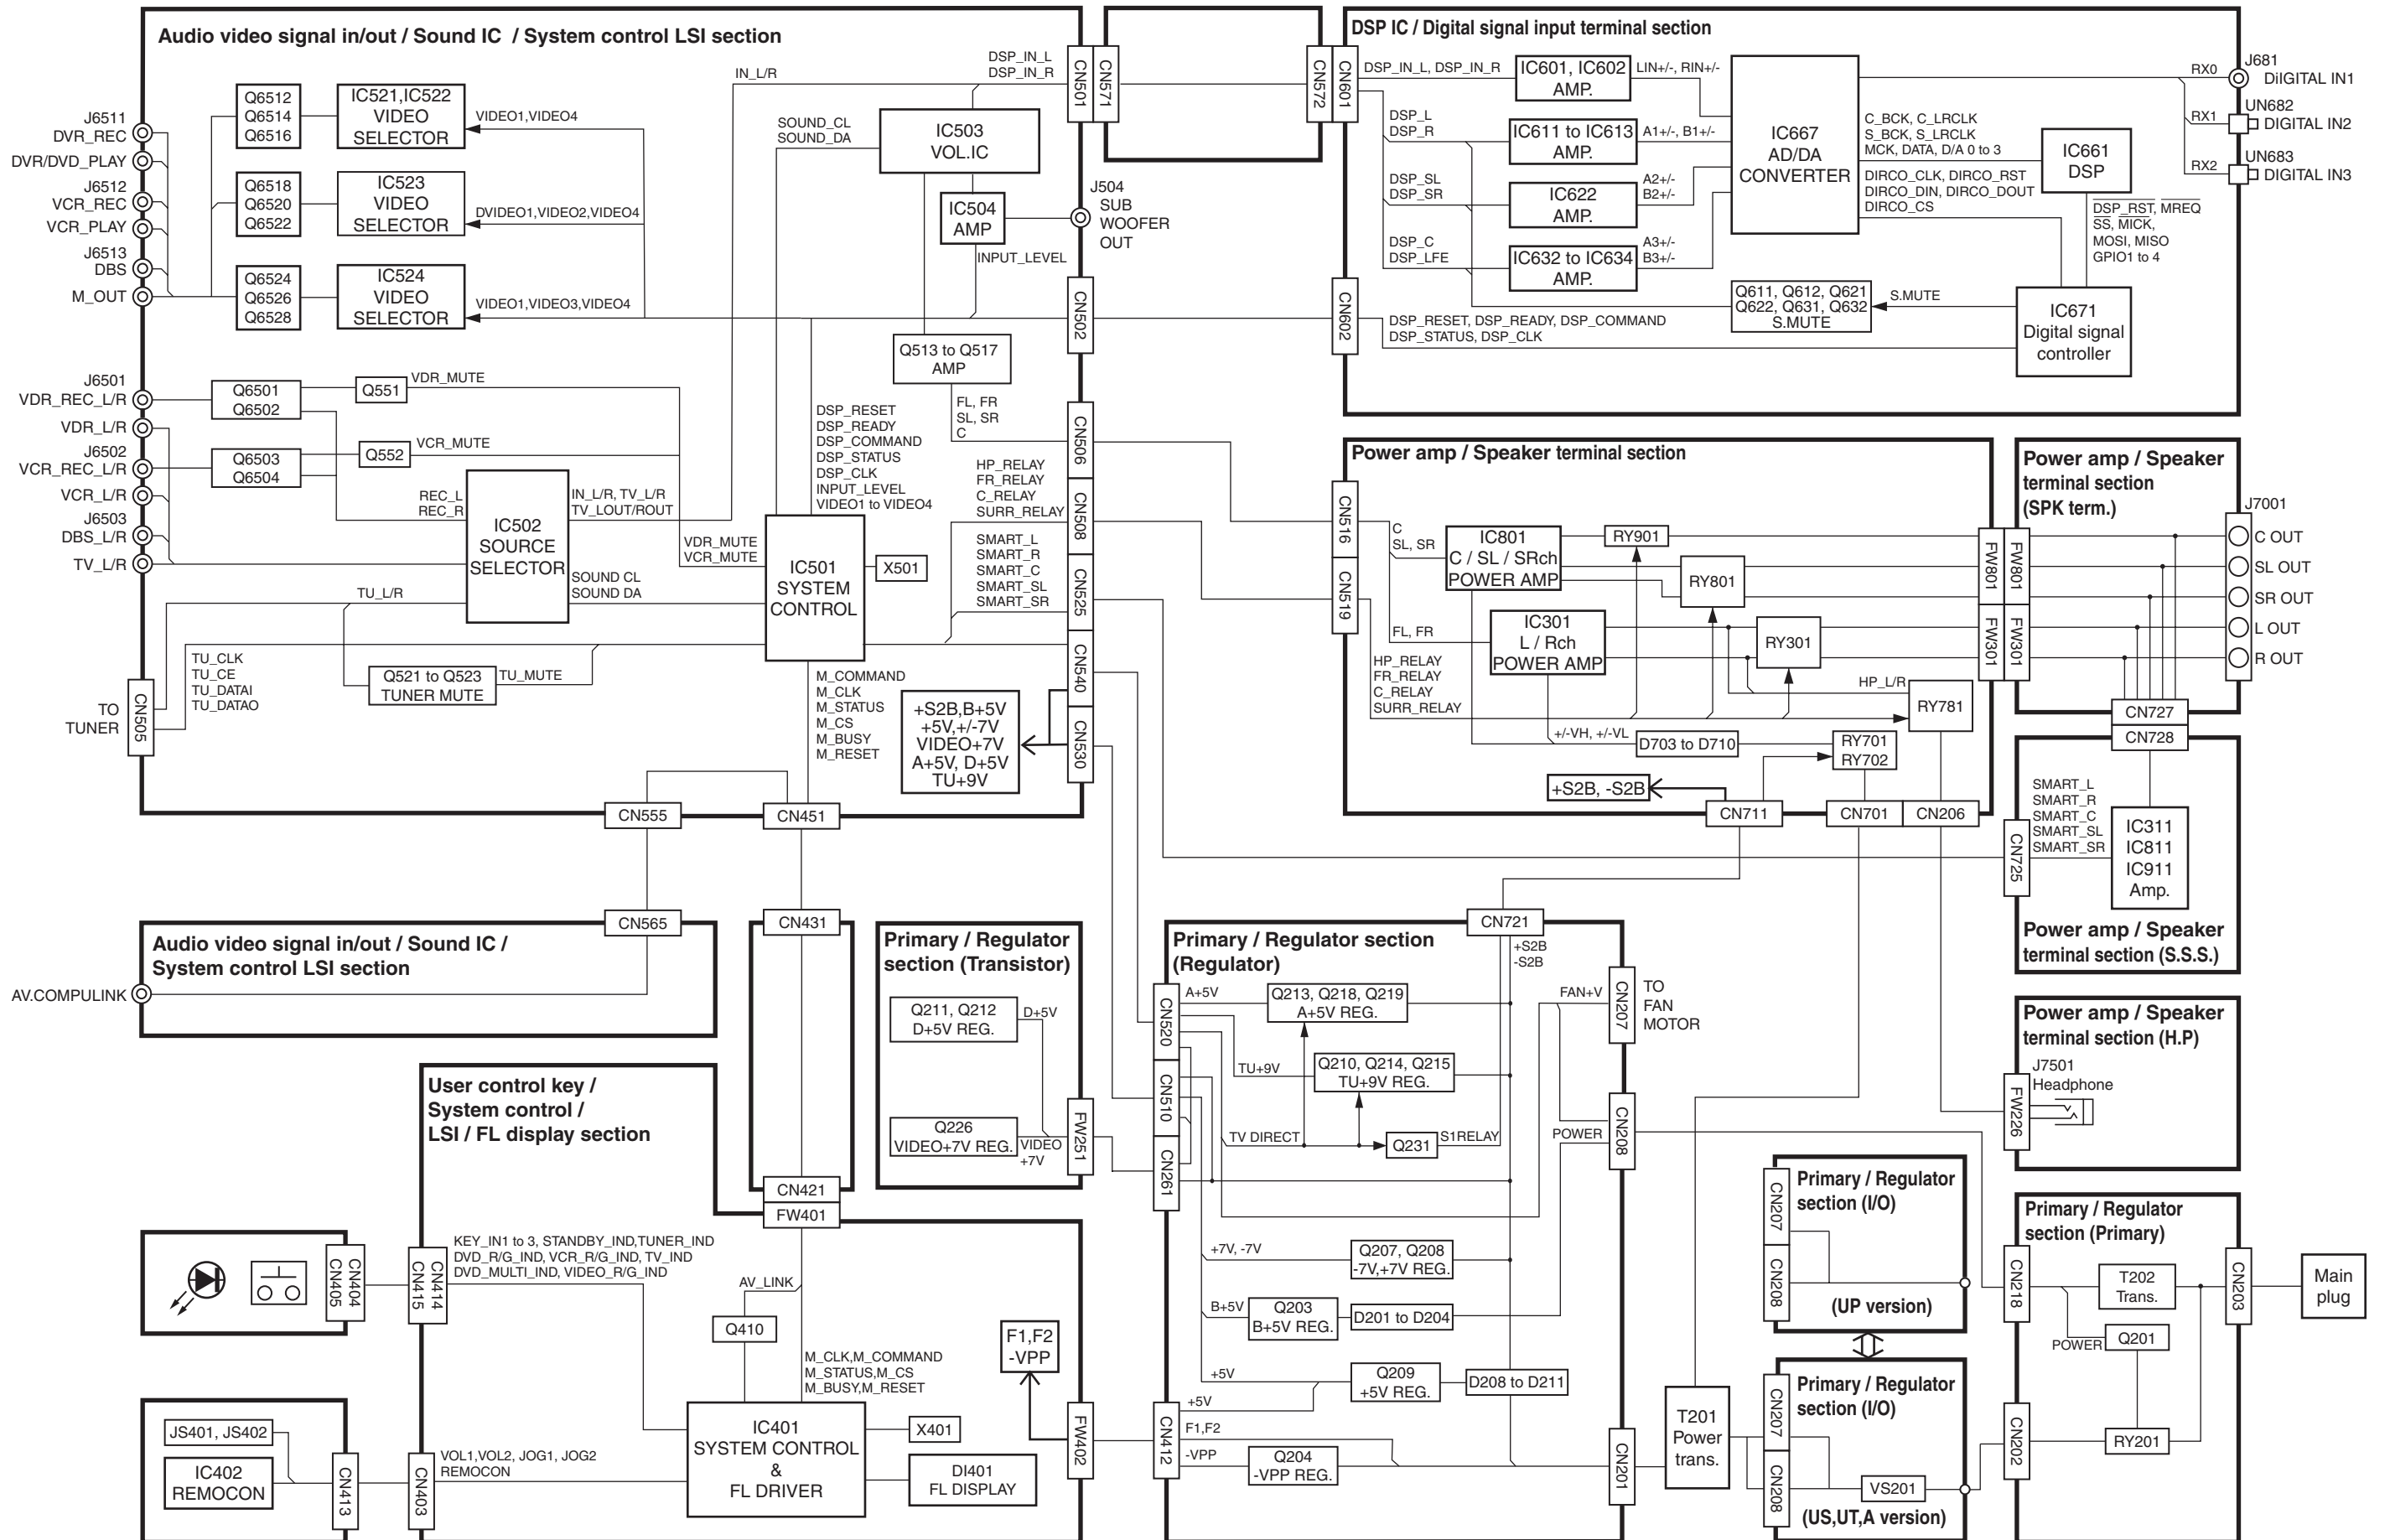 Audio video signal in/out / Sound IC / System control LSI section
J6511
DVR_REC
DVR/DVD_PLAY
J6512
VCR_REC
VCR_PLAY
J6513
DBS
M_OUT
Q6512
Q6514
Q6516
IC521,IC522
VIDEO
SELECTOR
VIDEO1,VIDEO4
Q6518
Q6520
Q6522
IC523
VIDEO
SELECTOR
DVIDEO1,VIDEO2,VIDEO4
Q6524
Q6526
Q6528
IC524
VIDEO
SELECTOR
VIDEO1,VIDEO3,VIDEO4
IN_L/R
DSP_IN_L
DSP_IN_R
SOUND_CL
SOUND_DA
IC503
VOL.IC
IC504
AMP
INPUT_LEVEL
J504
SUB
WOOFER
OUT
Q513 to Q517
AMP
FL, FR
SL, SR
C
CN501
CN571
CN502
CN506
CN508
CN525
CN540
CN530
J6501
VDR_REC_L/R
VDR_L/R
J6502
VCR_REC_L/R
VCR_L/R
J6503
DBS_L/R
TV_L/R
Q6501
Q6502
Q551
VDR_MUTE
Q6503
Q6504
Q552
VCR_MUTE
REC_L
REC_R
IC502
SOURCE
SELECTOR
IN_L/R, TV_L/R
TV_LOUT/ROUT
SOUND CL
SOUND DA
VDR_MUTE
VCR_MUTE
DSP_RESET
DSP_READY
DSP_COMMAND
DSP_STATUS
DSP_CLK
INPUT_LEVEL
VIDEO1 to VIDEO4
IC501
SYSTEM
CONTROL
X501
HP_RELAY
FR_RELAY
C_RELAY
SURR_RELAY
SMART_L
SMART_R
SMART_C
SMART_SL
SMART_SR
TU_L/R
TU_CLK
TU_CE
TU_DATAI
TU_DATAO
Q521 to Q523
TUNER MUTE
TU_MUTE
TO
TUNER
CN505
M_COMMAND
M_CLK
M_STATUS
M_CS
M_BUSY
M_RESET
+S2B,B+5V
+5V,+/-7V
VIDEO+7V
A+5V, D+5V
TU+9V
CN555
CN451
CN572
CN601
DSP IC / Digital signal input terminal section
DSP_IN_L, DSP_IN_R
IC601, IC602
AMP.
LIN+/-, RIN+/-
DSP_L
DSP_R
IC611 to IC613
AMP.
A1+/-, B1+/-
DSP_SL
DSP_SR
IC622
AMP.
A2+/-
B2+/-
DSP_C
DSP_LFE
IC632 to IC634
AMP.
A3+/-
B3+/-
IC667
AD/DA
CONVERTER
C_BCK, C_LRCLK
S_BCK, S_LRCLK
MCK, DATA, D/A 0 to 3
DIRCO_CLK, DIRCO_RST
DIRCO_DIN, DIRCO_DOUT
DIRCO_CS
IC661
DSP
DSP_RST, MREQ
SS, MICK,
MOSI, MISO
GPIO1 to 4
RX0
RX1
RX2
J681
DiIGITAL IN1
UN682
DIGITAL IN2
UN683
DIGITAL IN3
Q611, Q612, Q621
Q622, Q631, Q632
S.MUTE
S.MUTE
IC671
Digital signal
controller
CN602
DSP_RESET, DSP_READY, DSP_COMMAND
DSP_STATUS, DSP_CLK
Power amp / Speaker terminal section
CN516
CN519
C
SL, SR
IC801
C / SL / SRch
POWER AMP
RY901
RY801
FL, FR
IC301
L / Rch
POWER AMP
RY301
HP_RELAY
FR_RELAY
C_RELAY
SURR_RELAY
HP_L/R
RY781
+/-VH, +/-VL
D703 to D710
RY701
RY702
+S2B, -S2B
CN711
CN701
CN206
FW801
FW801
FW301
FW301
Power amp / Speaker
terminal section
(SPK term.)
J7001
C OUT
SL OUT
SR OUT
L OUT
R OUT
CN727
CN728
SMART_L
SMART_R
SMART_C
SMART_SL
SMART_SR
IC311
IC811
IC911
Amp.
CN725
Power amp / Speaker
terminal section (S.S.S.)
CN565
Audio video signal in/out / Sound IC /
System control LSI section
AV.COMPULINK
CN431
CN421
FW401
Primary / Regulator
section (Transistor)
Q211, Q212
D+5V REG.
D+5V
Q226
VIDEO+7V REG.
VIDEO
+7V
FW251
Primary / Regulator section
(Regulator)
CN721
+S2B
-S2B
CN520
CN510
CN261
A+5V
Q213, Q218, Q219
A+5V REG.
TU+9V
Q210, Q214, Q215
TU+9V REG.
TV DIRECT
Q231
S1RELAY
FAN+V
CN207
TO
FAN
MOTOR
POWER
CN208
+7V, -7V
Q207, Q208
-7V,+7V REG.
B+5V
Q203
B+5V REG.
D201 to D204
+5V
Q209
+5V REG.
D208 to D211
+5V
F1,F2
-VPP
Q204
-VPP REG.
CN412
CN201
Power amp / Speaker
terminal section (H.P)
J7501
Headphone
FW226
User control key /
System control /
LSI / FL display section
CN404
CN405
CN414
CN415
KEY_IN1 to 3, STANDBY_IND,TUNER_IND
DVD_R/G_IND, VCR_R/G_IND, TV_IND
DVD_MULTI_IND, VIDEO_R/G_IND
AV_LINK
Q410
M_CLK,M_COMMAND
M_STATUS,M_CS
M_BUSY,M_RESET
F1,F2
-VPP
JS401, JS402
IC402
REMOCON
CN413
CN403
VOL1,VOL2, JOG1, JOG2
REMOCON
IC401
SYSTEM CONTROL
&
FL DRIVER
X401
DI401
FL DISPLAY
FW402
T201
Power
trans.
Primary / Regulator
section (I/O)
CN207
CN208
(UP version)
Primary / Regulator
section (I/O)
CN207
CN208
VS201
(US,UT,A version)
Primary / Regulator
section (Primary)
CN218
T202
Trans.
POWER
Q201
CN202
RY201
CN203
Main
plug